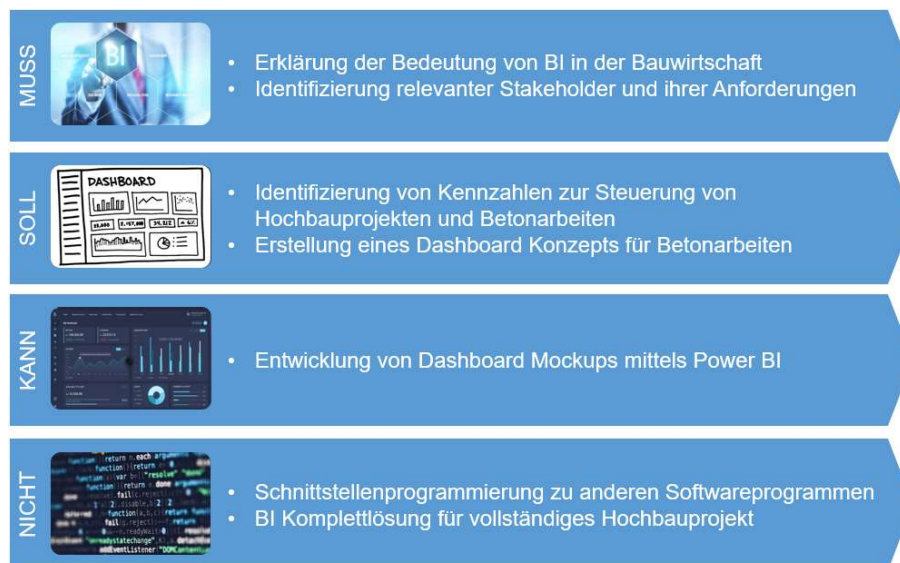 MUSS
BI
• Erklärung der Bedeutung von BI in der Bauwirtschaft
• Identifizierung relevanter Stakeholder und ihrer Anforderungen
SOLL
DASHBOARD
• Identifizierung von Kennzahlen zur Steuerung von
Hochbauprojekten und Betonarbeiten
• Erstellung eines Dashboard Konzepts für Betonarbeiten
KANN
• Entwicklung von Dashboard Mockups mittels Power BI
NICHT
• Schnittstellenprogrammierung zu anderen Softwareprogrammen
• BI Komplettlösung für vollständiges Hochbauprojekt